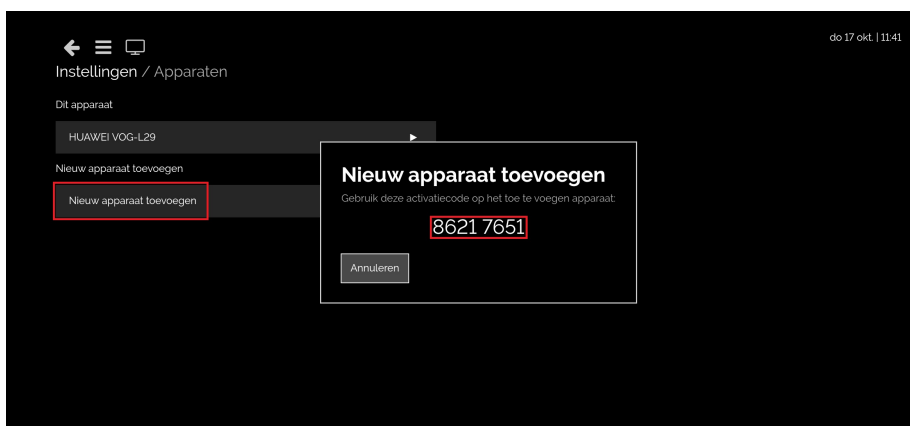 do 17 okt. | 11:41
Instellingen / Apparaten
Dit apparaat
HUAWEI VOG-L29
Nieuw apparaat toevoegen
Nieuw apparaat toevoegen
Nieuw apparaat toevoegen
Gebruik deze activatiecode op het toe te voegen apparaat:
8621 7651
Annuleren